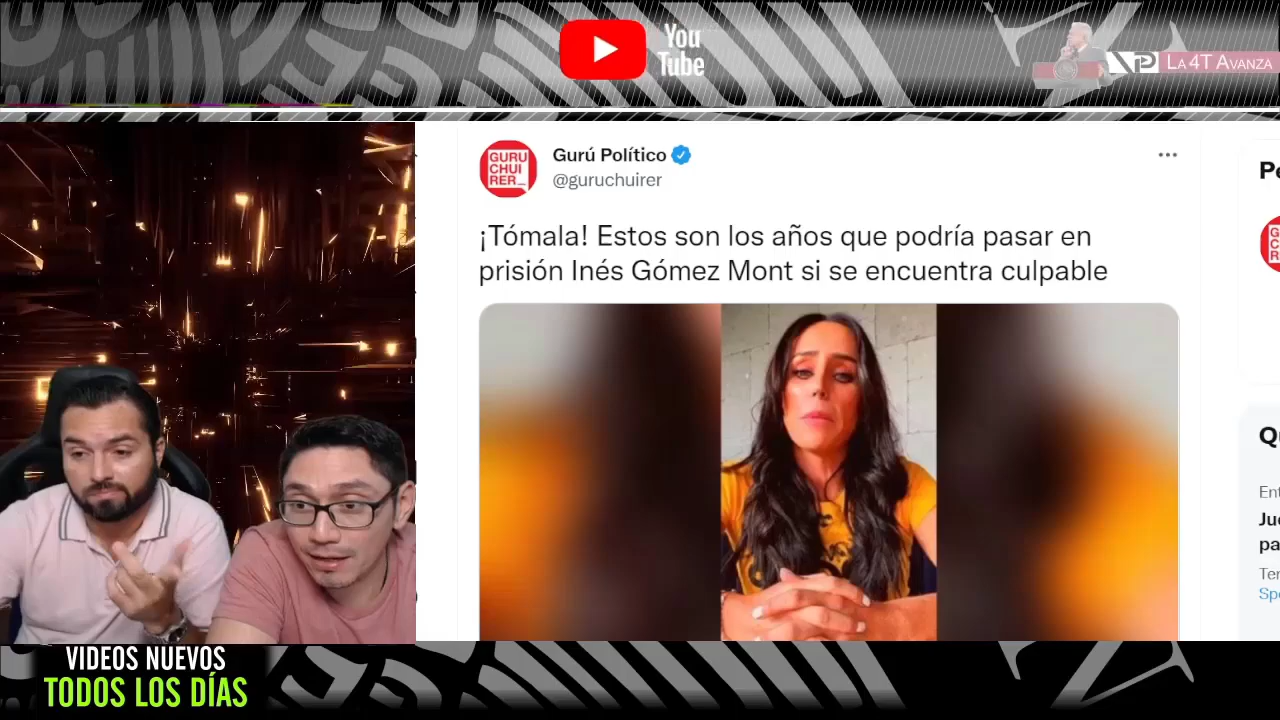 You
Tube
LA 4T AVANZA
GURU
CHUI
RER_
Gurú Político
@guruchuirer
¡Tómala! Estos son los años que podría pasar en
prisión Inés Gómez Mont si se encuentra culpable
VIDEOS NUEVOS
TODOS LOS DÍAS